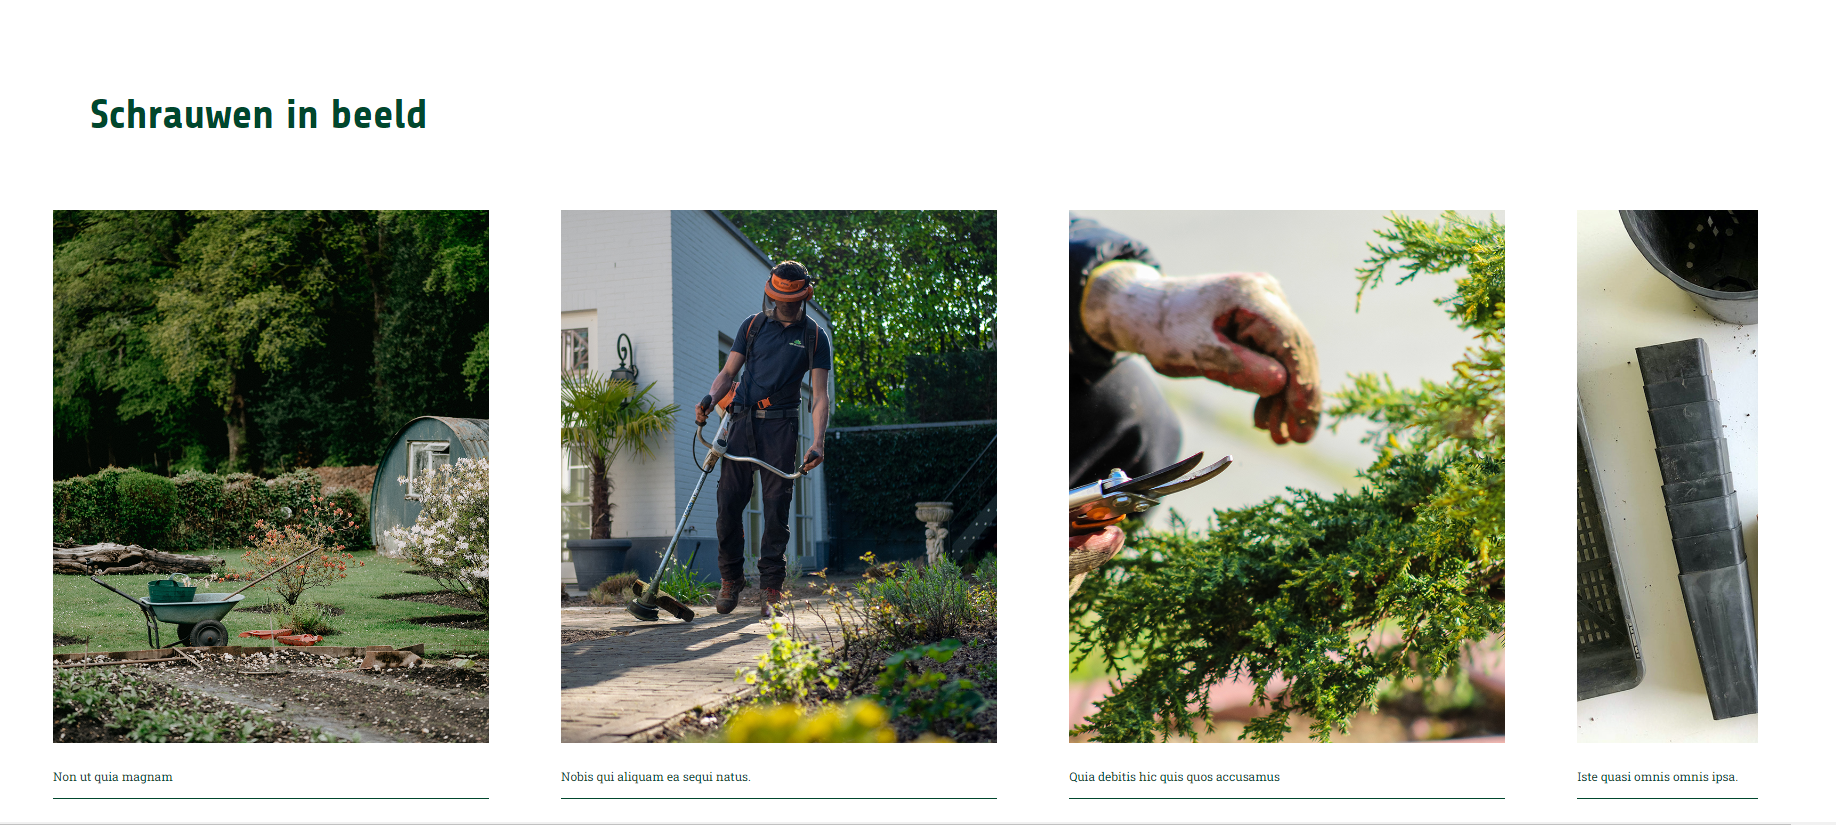 Schrauwen in beeld
Non ut quia magnam
Nobis qui aliquam ea sequi natus.
Quia debitis hic quis quos accusamus
Iste quasi omnis omnis ipsa.